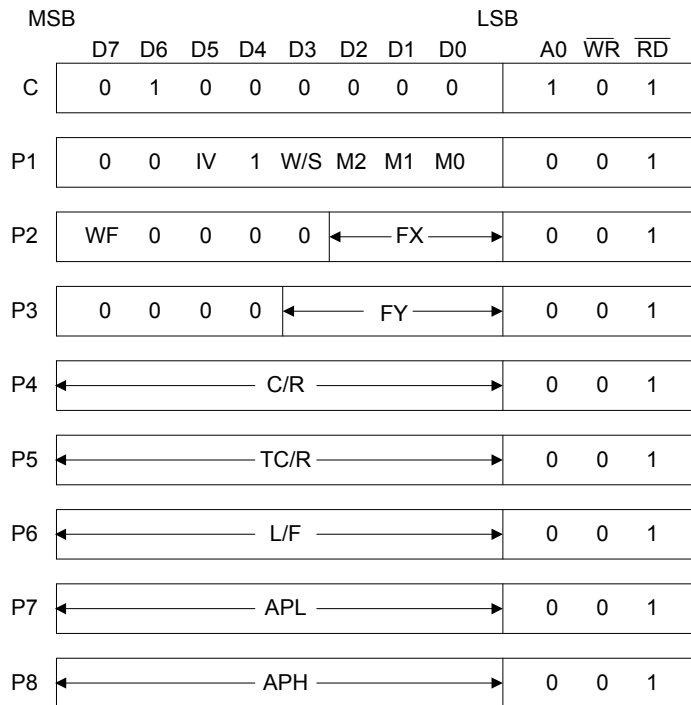 MSB LSB
D7 D6 D5 D4 D3 D2 D1 D0 A0 W̅R̅ R̅D̅
C 0 1 0 0 0 0 0 0 1 0 1
P1 0 0 IV 1 W/S M2 M1 M0 0 0 1
P2 WF 0 0 0 0 FX 0 0 1
P3 0 0 0 0 FY 0 0 1
P4 C/R 0 0 1
P5 TC/R 0 0 1
P6 L/F 0 0 1
P7 APL 0 0 1
P8 APH 0 0 1